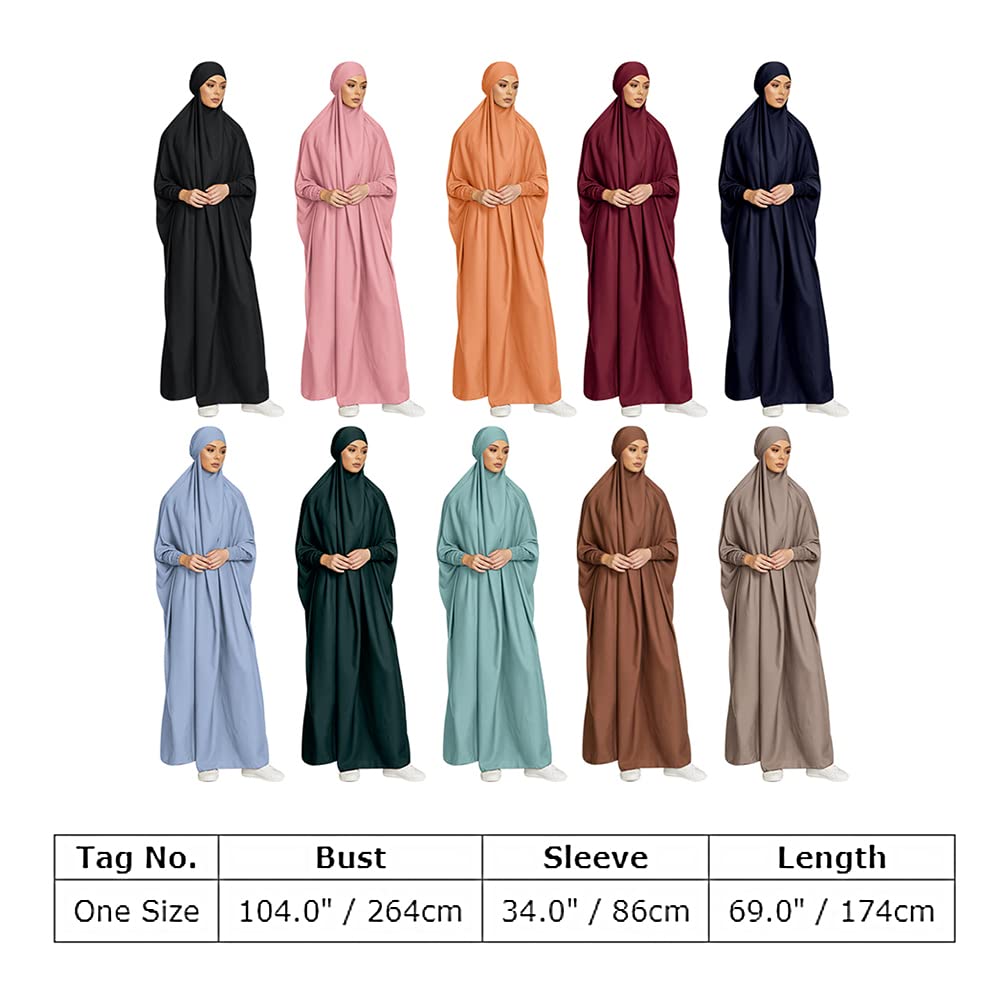 Tag No. Bust Sleeve Length
One Size 104.0" / 264cm 34.0" / 86cm 69.0" / 174cm